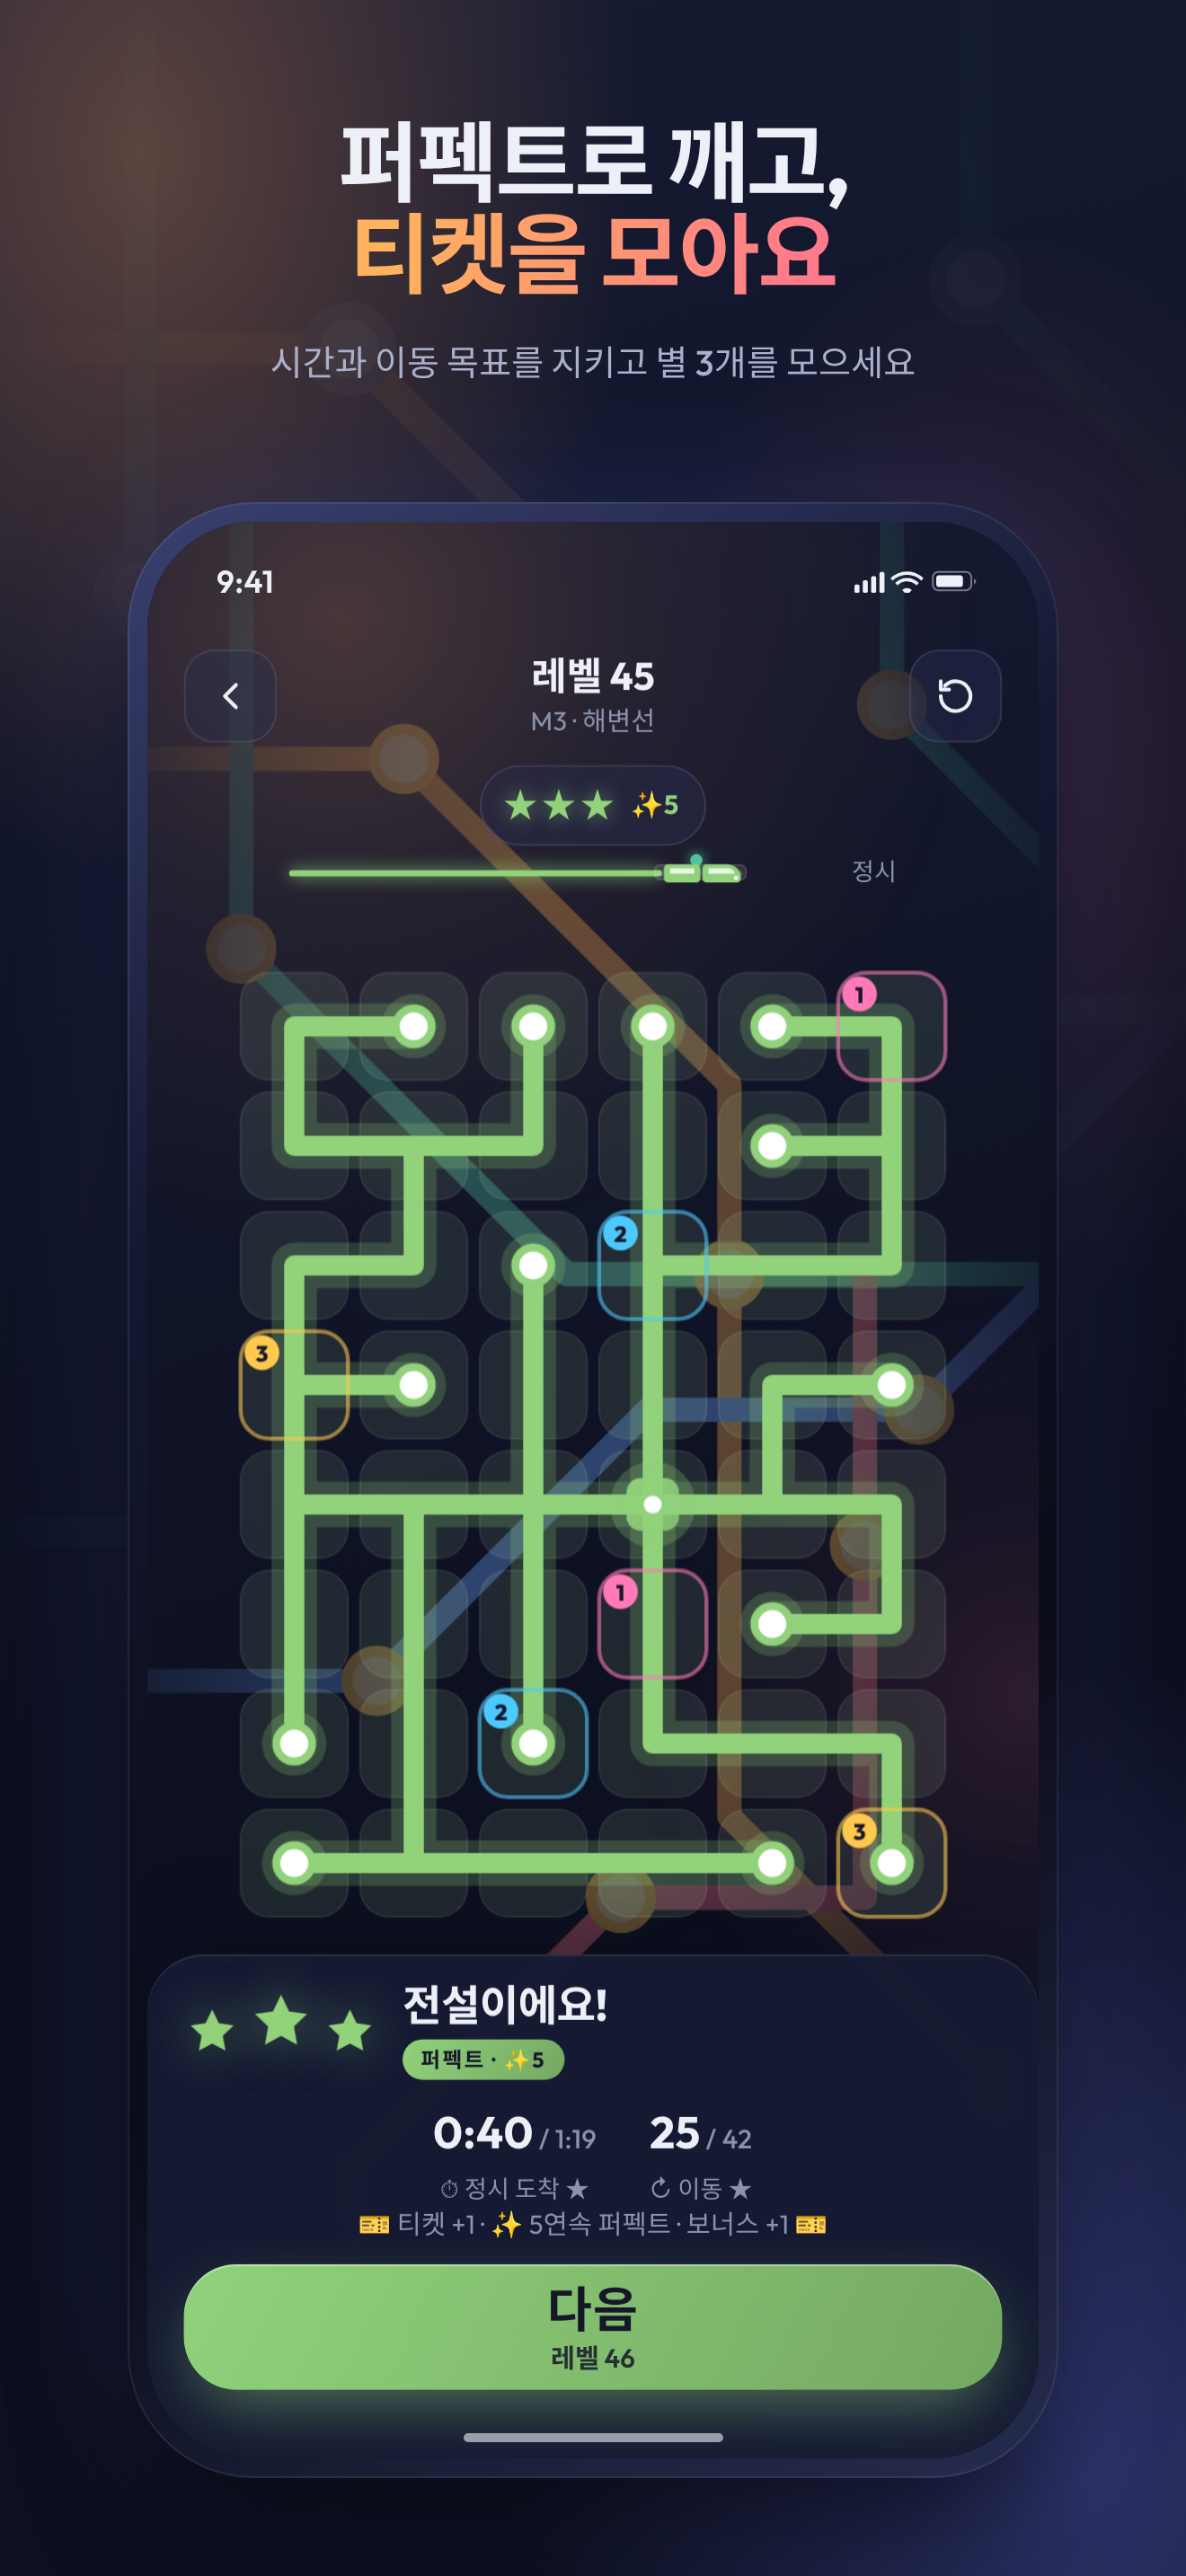 퍼펙트로 깨고,
티켓을 모아요
시간과 이동 목표를 지키고 별 3개를 모으세요
9:41
레벨 45
M3 · 해변선
★★★ ✨5
정시
1
2
3
1
2
3
전설이에요!
퍼펙트 · ✨5
0:40 / 1:19 25 / 42
⏱ 정시 도착 ★ ↻ 이동 ★
🎫 티켓 +1 · ✨ 5연속 퍼펙트 · 보너스 +1 🎫
다음
레벨 46